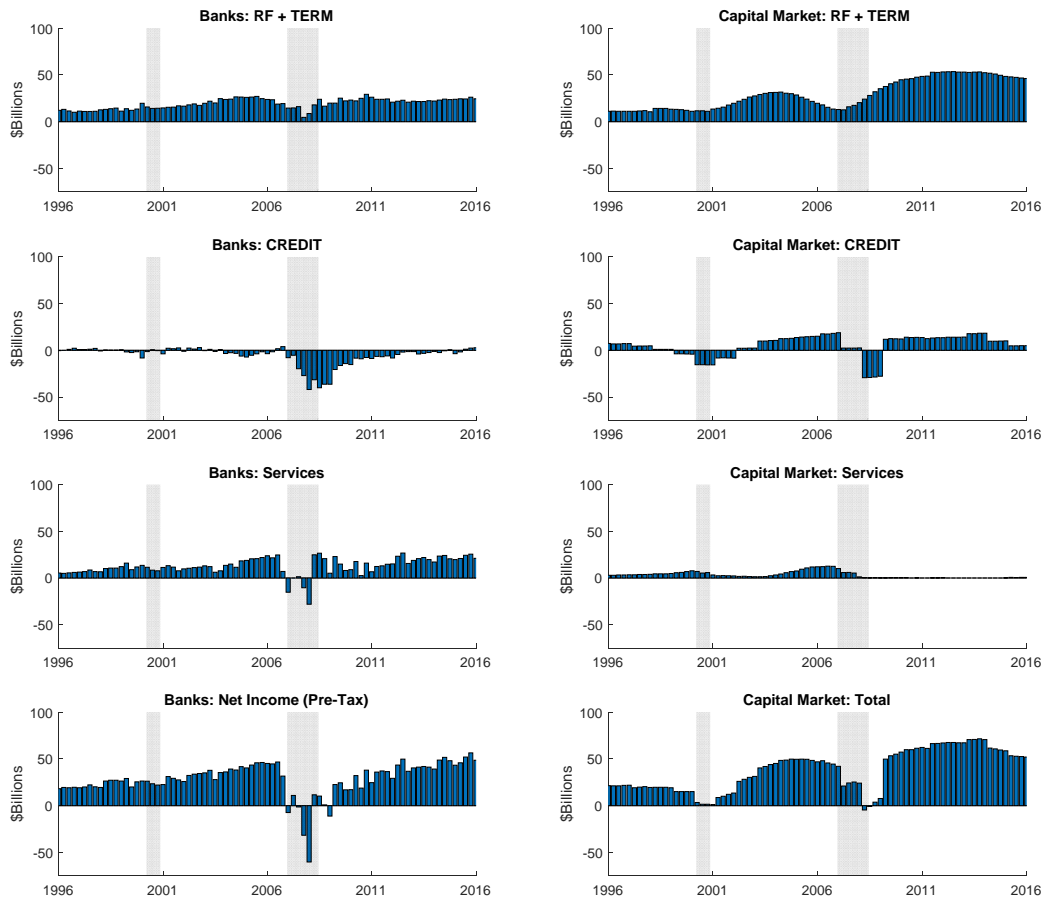 Banks: RF + TERM
100
50
0
-50
$Billions
1996 2001 2006 2011 2016
Capital Market: RF + TERM
100
50
0
-50
$Billions
1996 2001 2006 2011 2016
Banks: CREDIT
100
50
0
-50
$Billions
1996 2001 2006 2011 2016
Capital Market: CREDIT
100
50
0
-50
$Billions
1996 2001 2006 2011 2016
Banks: Services
100
50
0
-50
$Billions
1996 2001 2006 2011 2016
Capital Market: Services
100
50
0
-50
$Billions
1996 2001 2006 2011 2016
Banks: Net Income (Pre-Tax)
100
50
0
-50
$Billions
1996 2001 2006 2011 2016
Capital Market: Total
100
50
0
-50
$Billions
1996 2001 2006 2011 2016